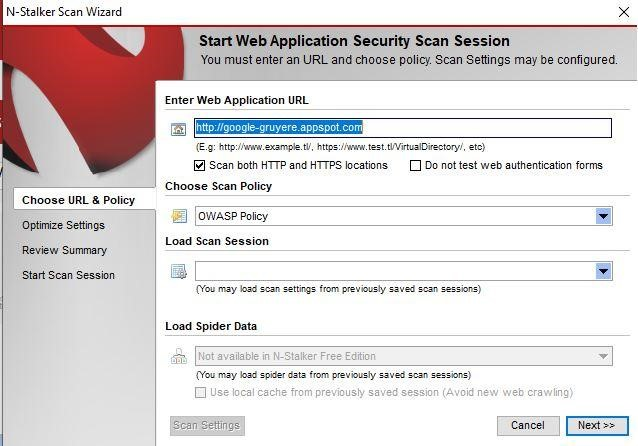 N-Stalker Scan Wizard
Start Web Application Security Scan Session
You must enter an URL and choose policy. Scan Settings may be configured.
Enter Web Application URL
http://google-gruyere.appspot.com
(E.g: http://www.example.tl/, https://www.test.tl/VirtualDirectory/, etc)
Scan both HTTP and HTTPS locations
Do not test web authentication forms
Choose URL & Policy
Optimize Settings
Review Summary
Start Scan Session
Choose Scan Policy
OWASP Policy
Load Scan Session
(You may load scan settings from previously saved scan sessions)
Load Spider Data
Not available in N-Stalker Free Edition
(You may load spider data from previously saved scan sessions)
Use local cache from previously saved session (Avoid new web crawling)
Scan Settings
Cancel
Next >>